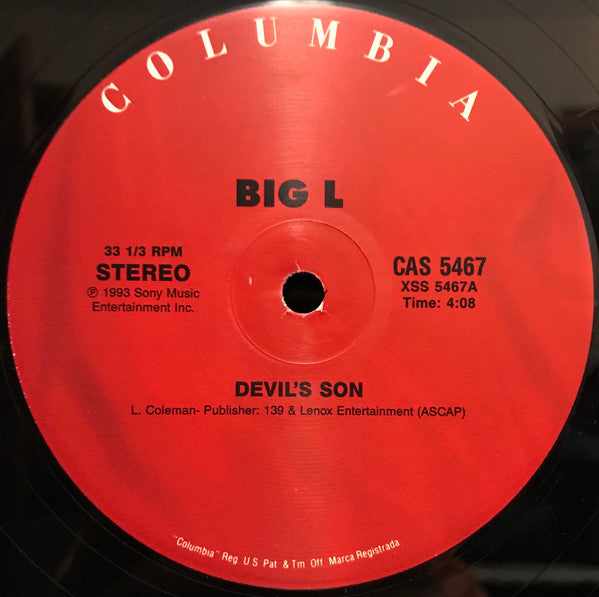 COLUMBIA
BIG L
33 1/3 RPM
STEREO
℗ 1993 Sony Music
Entertainment Inc.
CAS 5467
XSS 5467A
Time: 4:08
DEVIL'S SON
L. Coleman- Publisher: 139 & Lenox Entertainment (ASCAP)
"Columbia" Reg U S Pat & Tm Off Marca Registrada